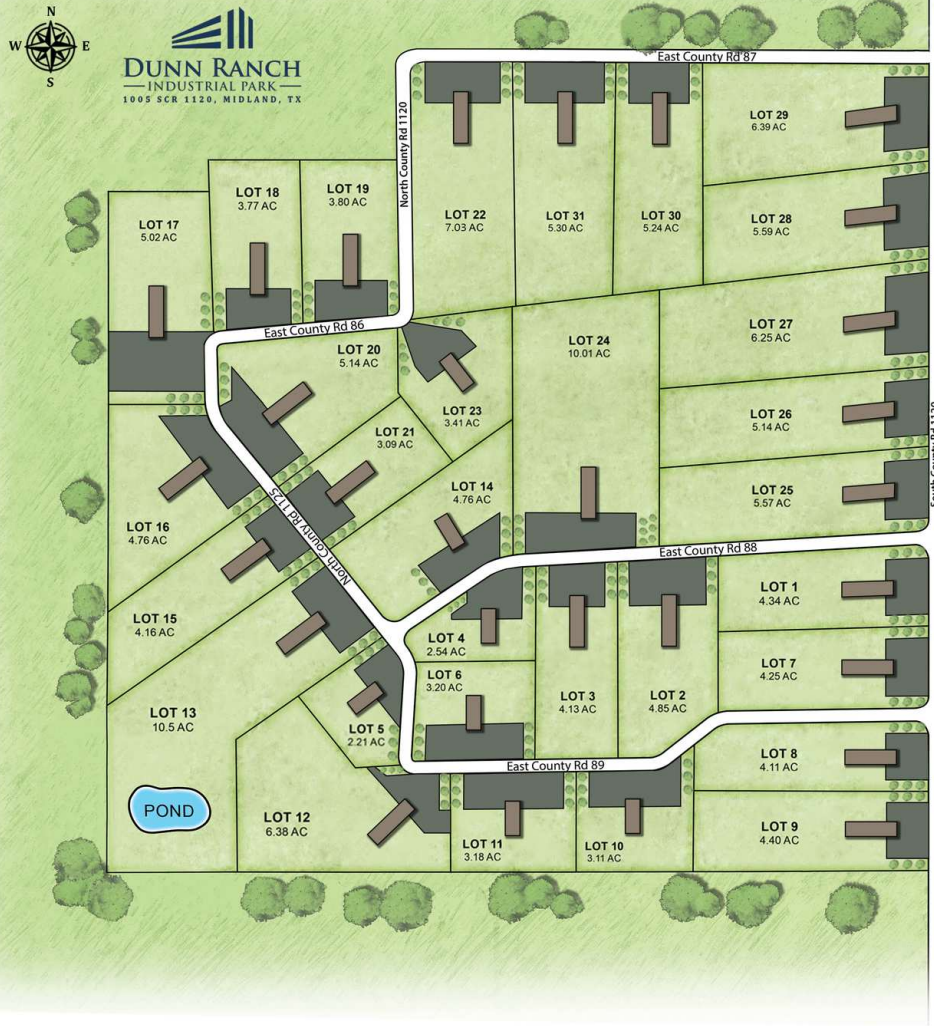 N
W E
S
DUNN RANCH
INDUSTRIAL PARK
1005 SCR 1120, MIDLAND, TX
East County Rd 87
North County Rd 1120
LOT 29
6.39 AC
LOT 18
3.77 AC
LOT 19
3.80 AC
LOT 17
5.02 AC
LOT 22
7.03 AC
LOT 31
5.30 AC
LOT 30
5.24 AC
LOT 28
5.59 AC
East County Rd 86
LOT 20
5.14 AC
LOT 24
10.01 AC
LOT 27
6.25 AC
LOT 23
3.41 AC
LOT 26
5.14 AC
LOT 21
3.09 AC
LOT 14
4.76 AC
LOT 25
5.57 AC
LOT 16
4.76 AC
North County Rd 1125
East County Rd 88
LOT 1
4.34 AC
LOT 15
4.16 AC
LOT 4
2.54 AC
LOT 7
4.25 AC
LOT 6
3.20 AC
LOT 3
4.13 AC
LOT 2
4.85 AC
LOT 13
10.5 AC
LOT 5
2.21 AC
LOT 8
4.11 AC
East County Rd 89
POND
LOT 12
6.38 AC
LOT 9
4.40 AC
LOT 11
3.18 AC
LOT 10
3.11 AC